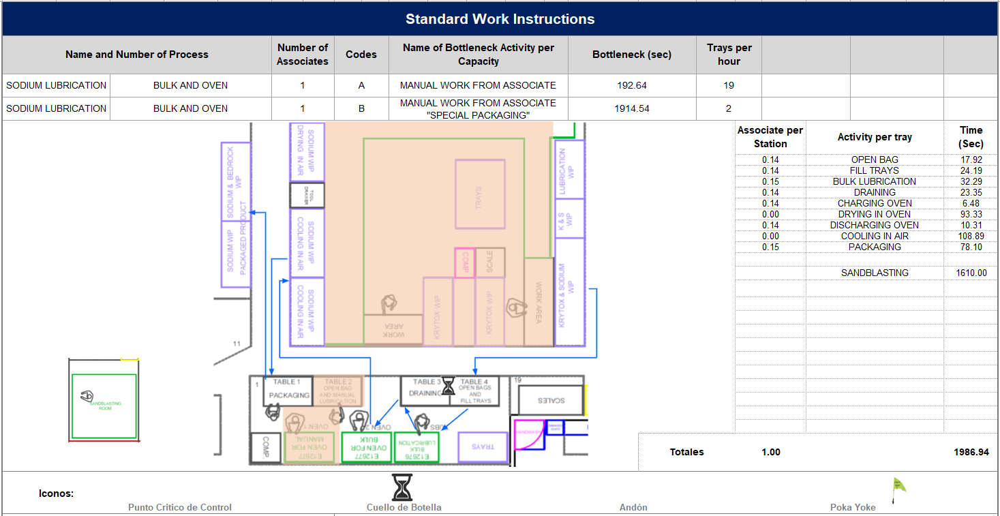 Standard Work Instructions
Name and Number of Process
Number of
Associates
Codes
Name of Bottleneck Activity per
Capacity
Bottleneck (sec)
Trays per
hour
SODIUM LUBRICATION BULK AND OVEN 1 A MANUAL WORK FROM ASSOCIATE 192.64 19
SODIUM LUBRICATION BULK AND OVEN 1 B MANUAL WORK FROM ASSOCIATE
"SPECIAL PACKAGING" 1914.54 2
SODIUM & BEDROCK
WIP
SODIUM WIP
PACKAGED PRODUCT
SODIUM WIP
DRYING IN AIR
TOOL
DRAWER
SODIUM WIP
COOLING IN AIR
SODIUM WIP
COOLING IN AIR
TRAYS
COMP
SCALE
WORK
AREA
KRYTOX WIP
KRYTOX WIP
WORK AREA
LUBRICATION
WIP
K & S
WIP
KRYTOX & SODIUM
WIP
11
SANDBLASTING
ROOM
1
TABLE 1
PACKAGING
TABLE 2
OPEN BAG
AND MANUAL
LUBRICATION
TABLE 3
DRAINING
TABLE 4
OPEN BAGS
AND
FILL TRAYS
19
SCALES
OVEN 1
OVEN 2
COMP
E12677
OVEN FOR
MANUAL
E12677
OVEN FOR
BULK
E12676
BULK
LUBRICATION
TRAYS
HANDWASH
Associate per
Station
Activity per tray
Time
(Sec)
0.14 OPEN BAG 17.92
0.14 FILL TRAYS 24.19
0.15 BULK LUBRICATION 32.29
0.14 DRAINING 23.35
0.14 CHARGING OVEN 6.48
0.00 DRYING IN OVEN 93.33
0.14 DISCHARGING OVEN 10.31
0.00 COOLING IN AIR 108.89
0.15 PACKAGING 78.10
SANDBLASTING 1610.00
Totales 1.00 1986.94
Iconos:
Punto Critico de Control
Cuello de Botella
Andón
Poka Yoke